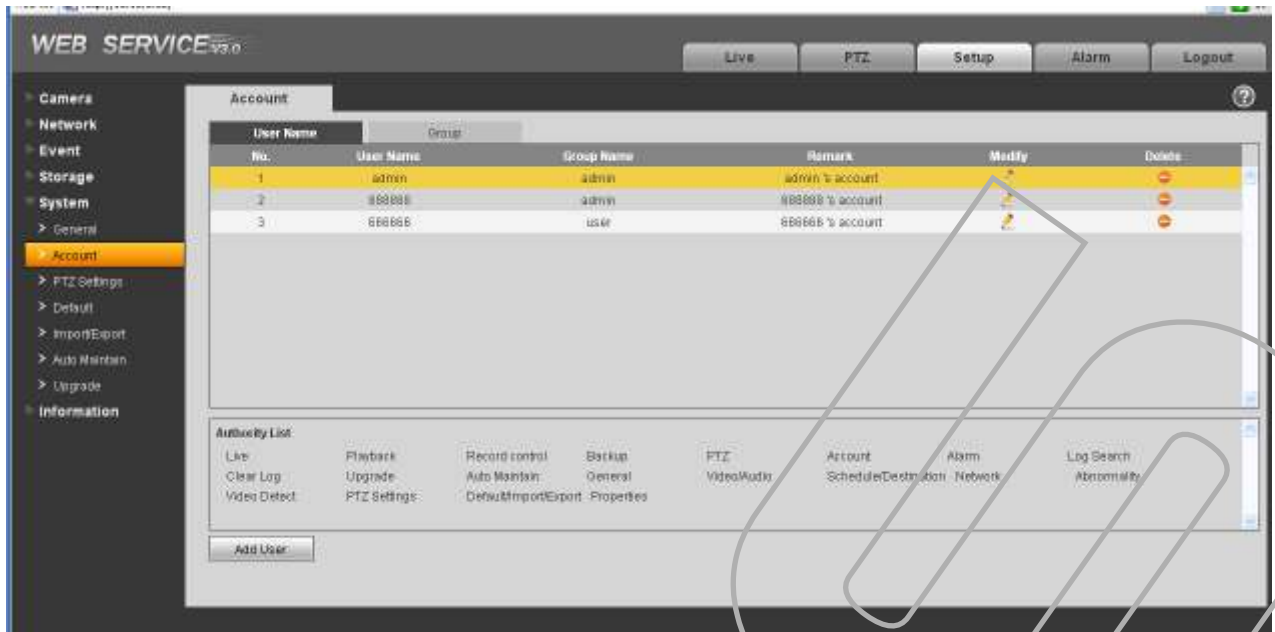 WEB SERVICE V3.0
Live PTZ Setup Alarm Logout
Camera
Network
Event
Storage
System
> General
> Account
> PTZ Settings
> Default
> Import/Export
> Auto Maintain
> Upgrade
Information
Account
User Name Group
No. User Name Group Name Remark Modify Delete
1 admin admin admin 's account
2 888888 admin 888888 's account
3 666666 user 666666 's account
Authority List
Live Playback Record control Backup PTZ Account Alarm Log Search
Clear Log Upgrade Auto Maintain General Video/Audio Schedule/Destination Network Abnormality
Video Detect PTZ Settings Default/Import/Export Properties
Add User